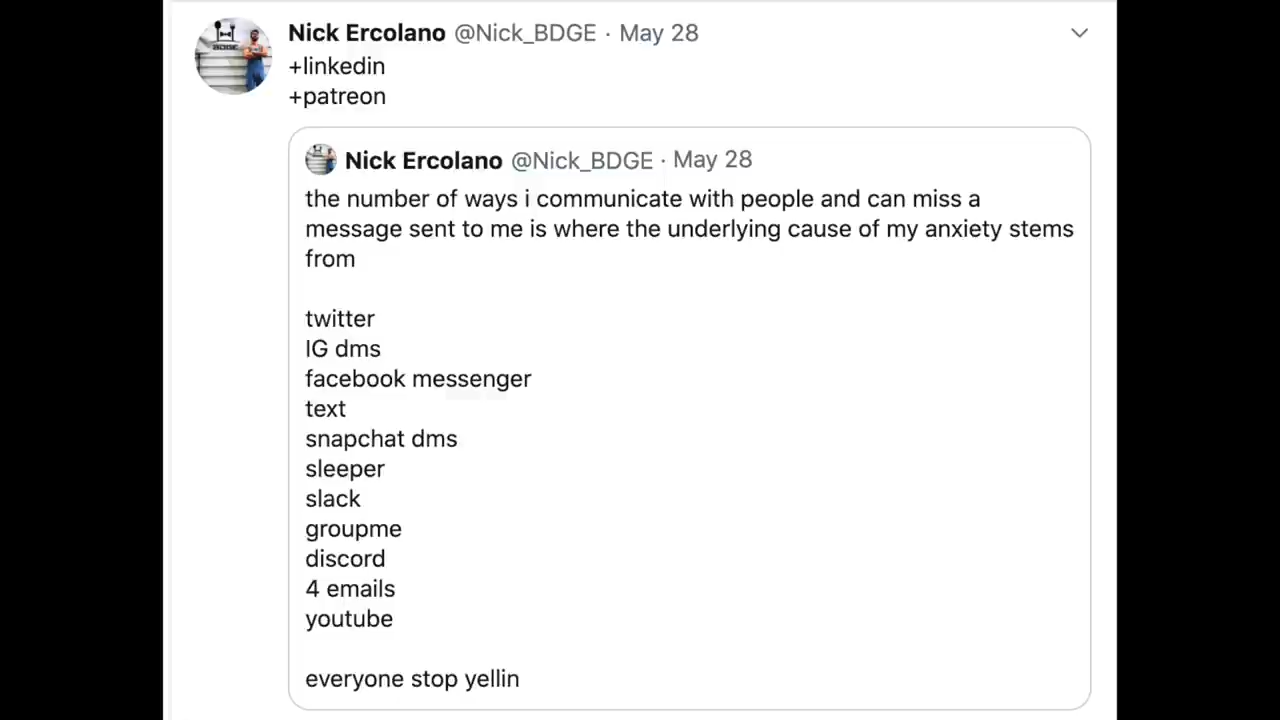 Nick Ercolano @Nick_BDGE · May 28
+linkedin
+patreon
Nick Ercolano @Nick_BDGE · May 28
the number of ways i communicate with people and can miss a
message sent to me is where the underlying cause of my anxiety stems
from
twitter
IG dms
facebook messenger
text
snapchat dms
sleeper
slack
groupme
discord
4 emails
youtube
everyone stop yellin